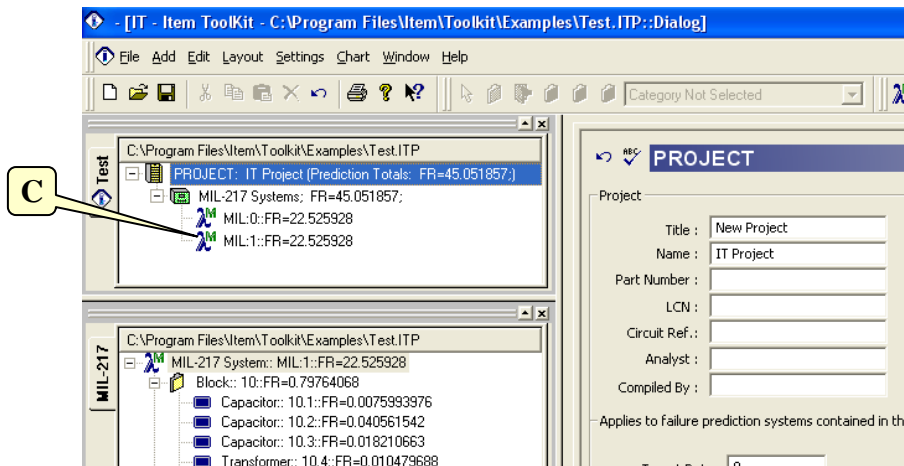 - [IT - Item ToolKit - C:\Program Files\Item\Toolkit\Examples\Test.ITP::Dialog]
File Add Edit Layout Settings Chart Window Help
Category Not Selected
Test
C:\Program Files\Item\Toolkit\Examples\Test.ITP
PROJECT: IT Project (Prediction Totals: FR=45.051857;)
MIL-217 Systems; FR=45.051857;
MIL:0::FR=22.525928
MIL:1::FR=22.525928
C
MIL-217
C:\Program Files\Item\Toolkit\Examples\Test.ITP
MIL-217 System:: MIL:1::FR=22.525928
Block:: 10::FR=0.79764068
Capacitor:: 10.1::FR=0.0075993976
Capacitor:: 10.2::FR=0.040561542
Capacitor:: 10.3::FR=0.018210663
Transformer:: 10.4::FR=0.010479688
ABC
PROJECT
Project
Title : New Project
Name : IT Project
Part Number :
LCN :
Circuit Ref.:
Analyst :
Compiled By :
Applies to failure prediction systems contained in th